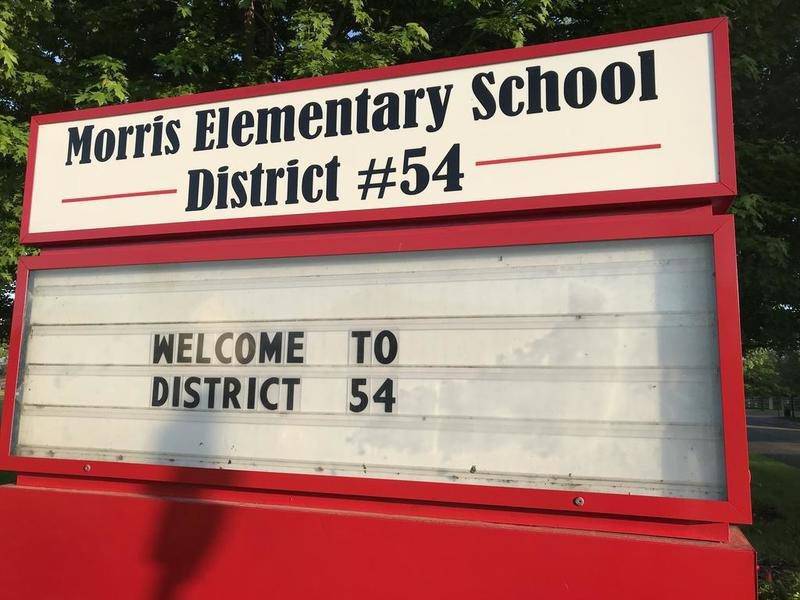 Morris Elementary School
District #54
WELCOME TO
DISTRICT 54